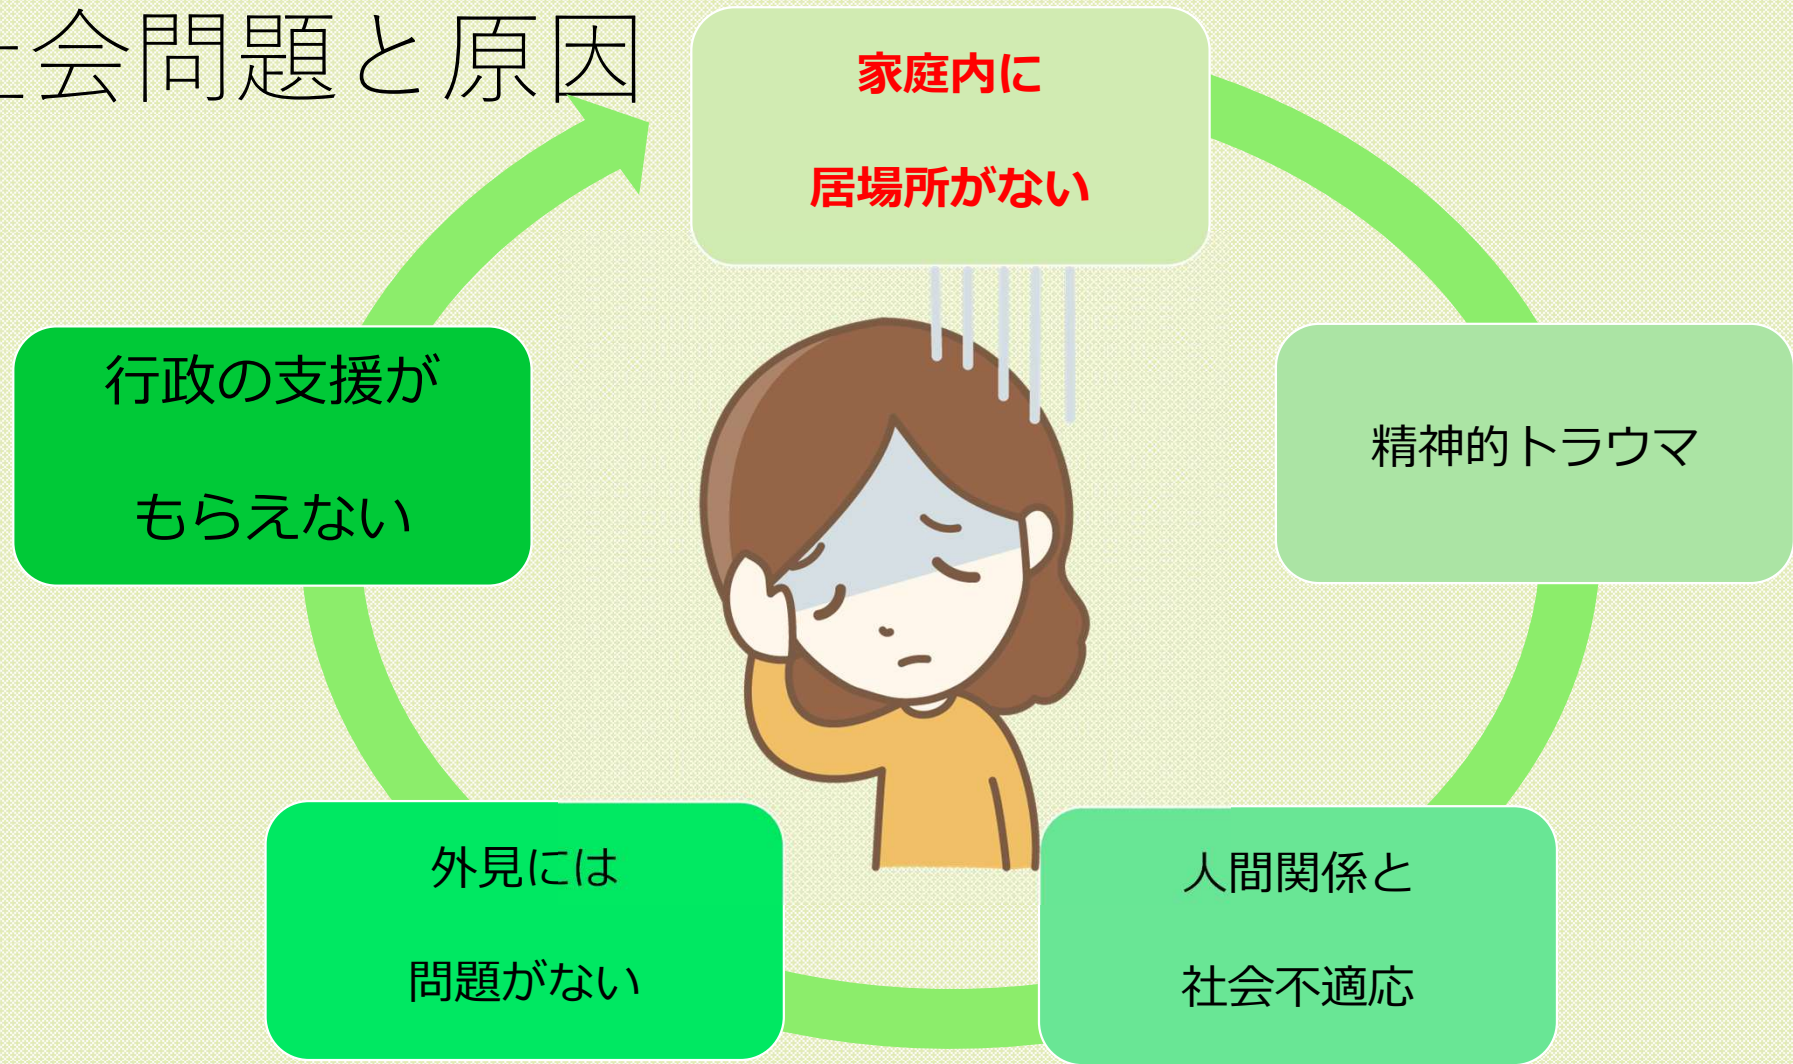 社会問題と原因
家庭内に
居場所がない
精神的トラウマ
人間関係と
社会不適応
外見には
問題がない
行政の支援が
もらえない